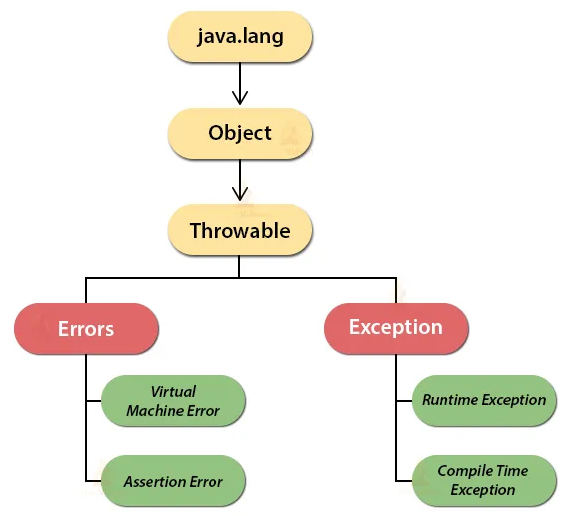 java.lang
Object
Throwable
Errors
Exception
Virtual
Machine Error
Runtime Exception
Assertion Error
Compile Time
Exception